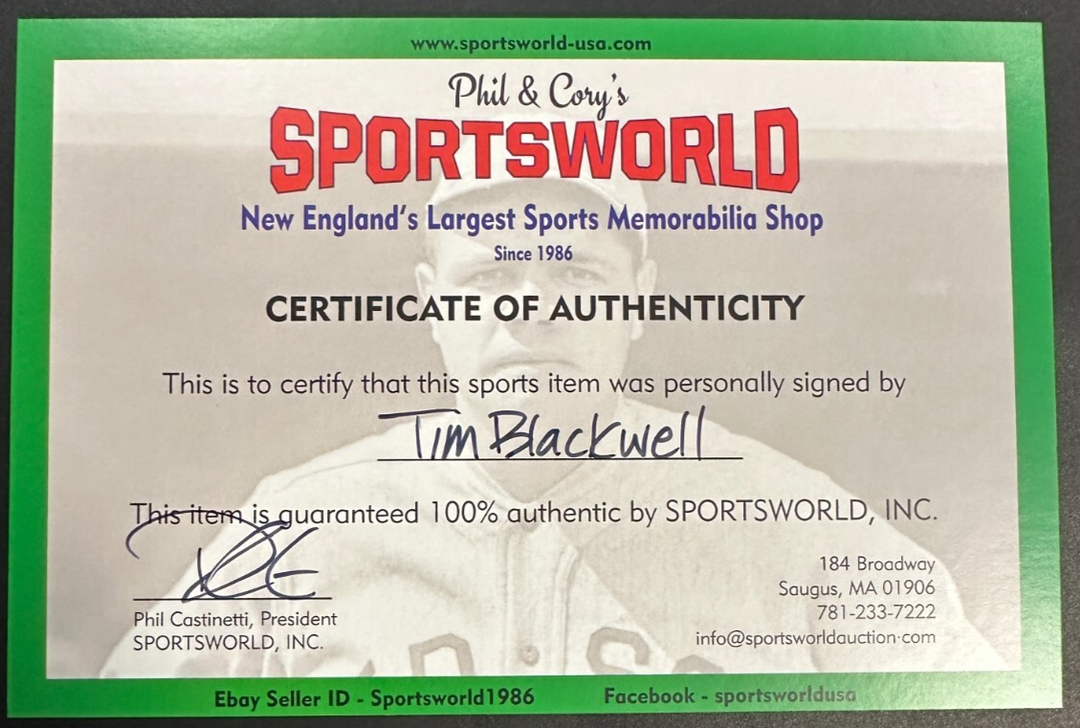 www.sportsworld-usa.com
Phil & Cory's
SPORTSWORLD
New England's Largest Sports Memorabilia Shop
Since 1986
CERTIFICATE OF AUTHENTICITY
This is to certify that this sports item was personally signed by
Tim Blackwell
This item is guaranteed 100% authentic by SPORTSWORLD, INC.
Phil Castinetti, President
SPORTSWORLD, INC.
184 Broadway
Saugus, MA 01906
781-233-7222
info@sportsworldauction.com
Ebay Seller ID - Sportsworld1986 Facebook - sportsworldusa